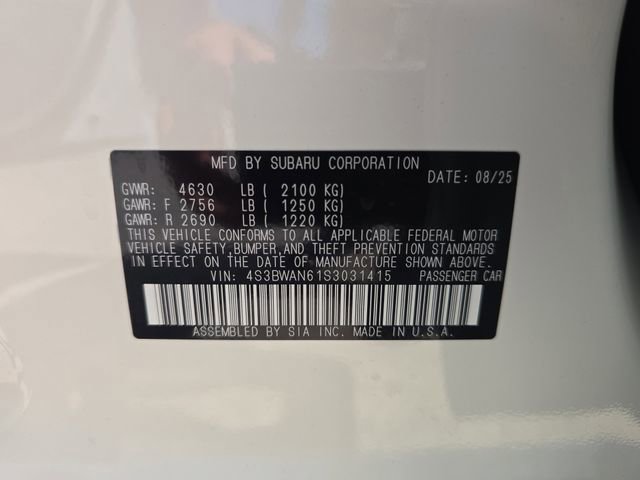 MFD BY SUBARU CORPORATION
DATE: 08/25
GVWR: 4630 LB ( 2100 KG)
GAWR: F 2756 LB ( 1250 KG)
GAWR: R 2690 LB ( 1220 KG)
THIS VEHICLE CONFORMS TO ALL APPLICABLE FEDERAL MOTOR
VEHICLE SAFETY, BUMPER, AND THEFT PREVENTION STANDARDS
IN EFFECT ON THE DATE OF MANUFACTURE SHOWN ABOVE.
VIN: 4S3BWAN61S3031415 PASSENGER CAR
ASSEMBLED BY SIA INC. MADE IN U.S.A.